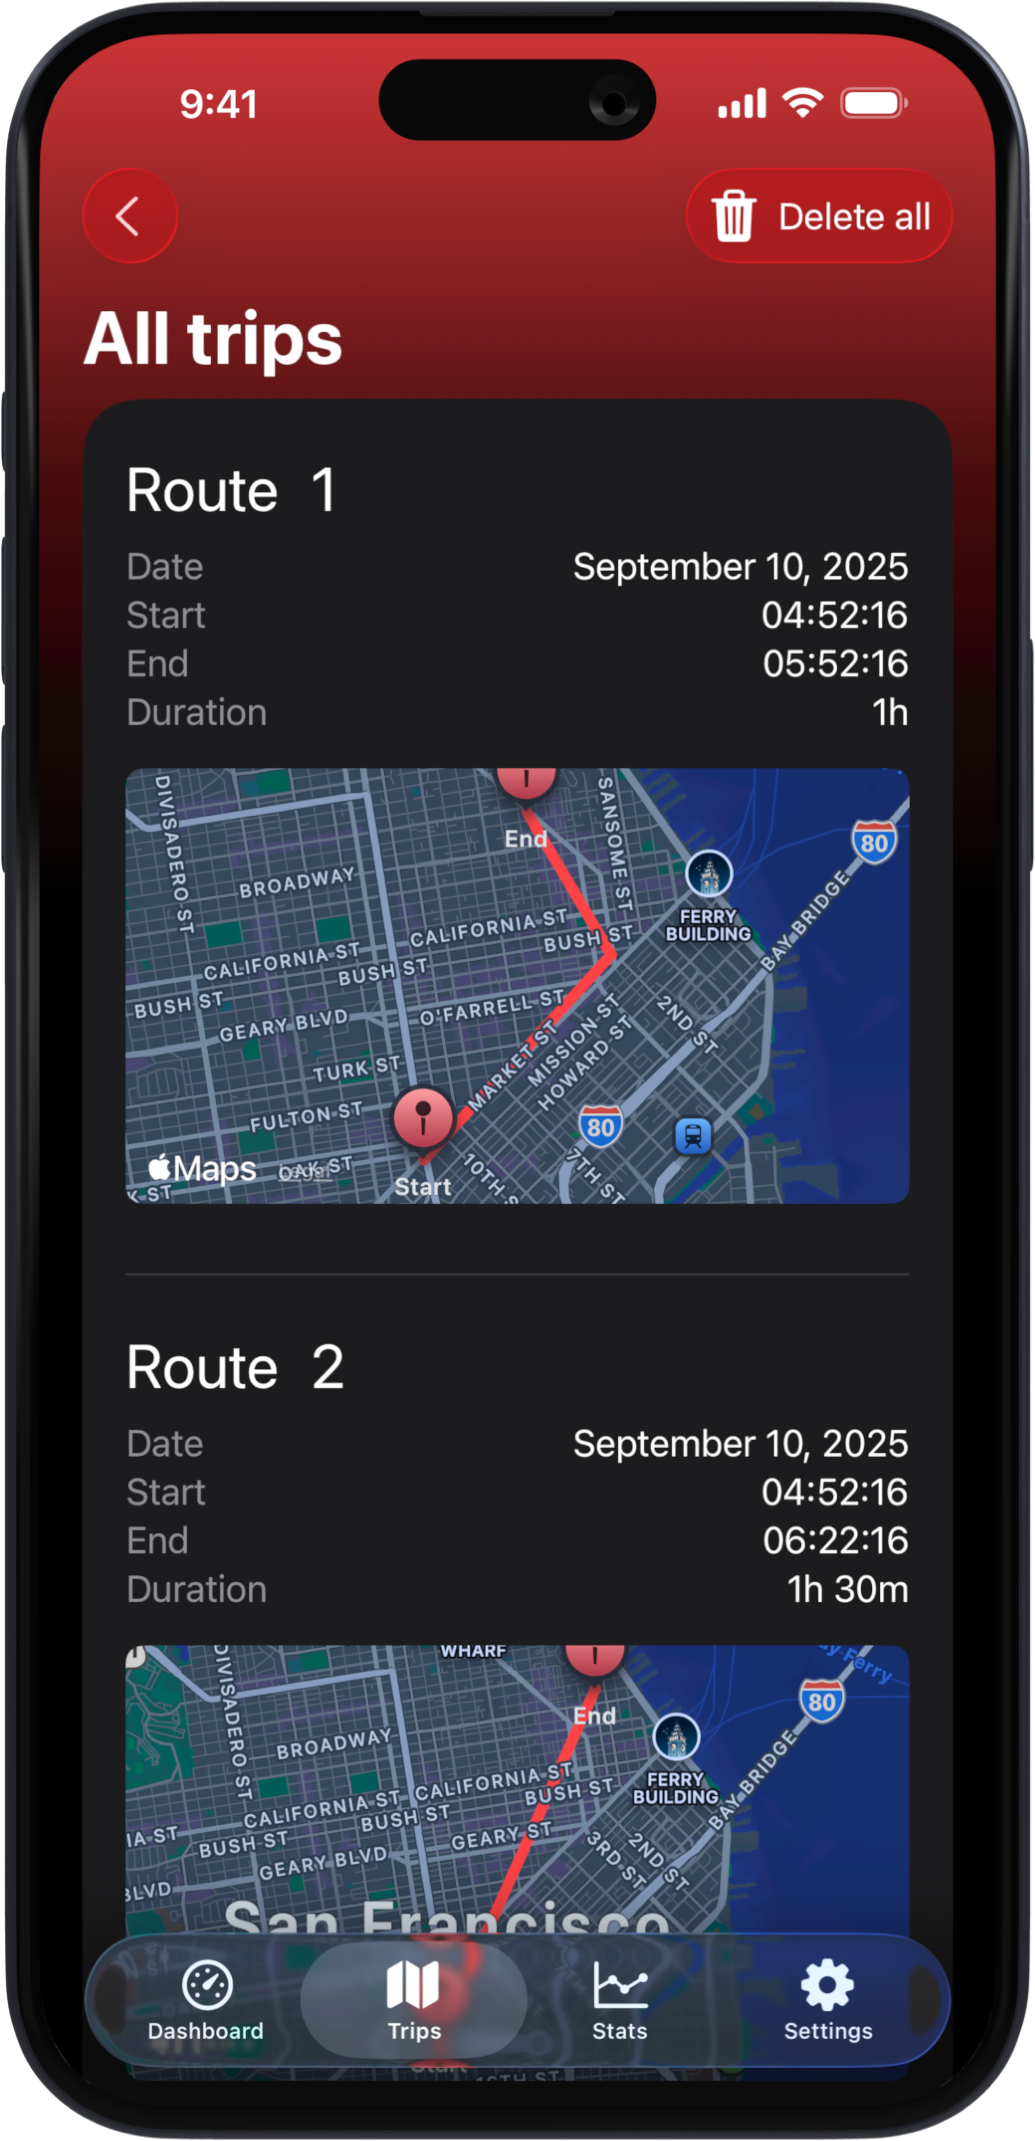 9:41
Delete all
All trips
Route 1
Date September 10, 2025
Start 04:52:16
End 05:52:16
Duration 1h
DIVISADERO ST
SANSOME ST
End
80
BROADWAY
FERRY
BUILDING
BAY BRIDGE
CALIFORNIA ST
CALIFORNIA ST
BUSH ST
BUSH ST
BUSH ST
GEARY BLVD
O'FARRELL ST
2ND ST
MISSION ST
HOWARD ST
MARKET ST
TURK ST
FULTON ST
80
Maps
OAK ST
K ST
Start
10TH S
7TH ST
Route 2
Date September 10, 2025
Start 04:52:16
End 06:22:16
Duration 1h 30m
WHARF
y Ferry
DIVISADERO ST
80
End
BROADWAY
FERRY
BUILDING
BAY BRIDGE
CALIFORNIA ST
CALIFORNIA ST
BUSH ST
BUSH ST
BUSH ST
IA ST
GEARY ST
GEARY BLVD
BLVD
3RD ST
2ND ST
San Francisco
Dashboard
Trips
Stats
Settings
Start